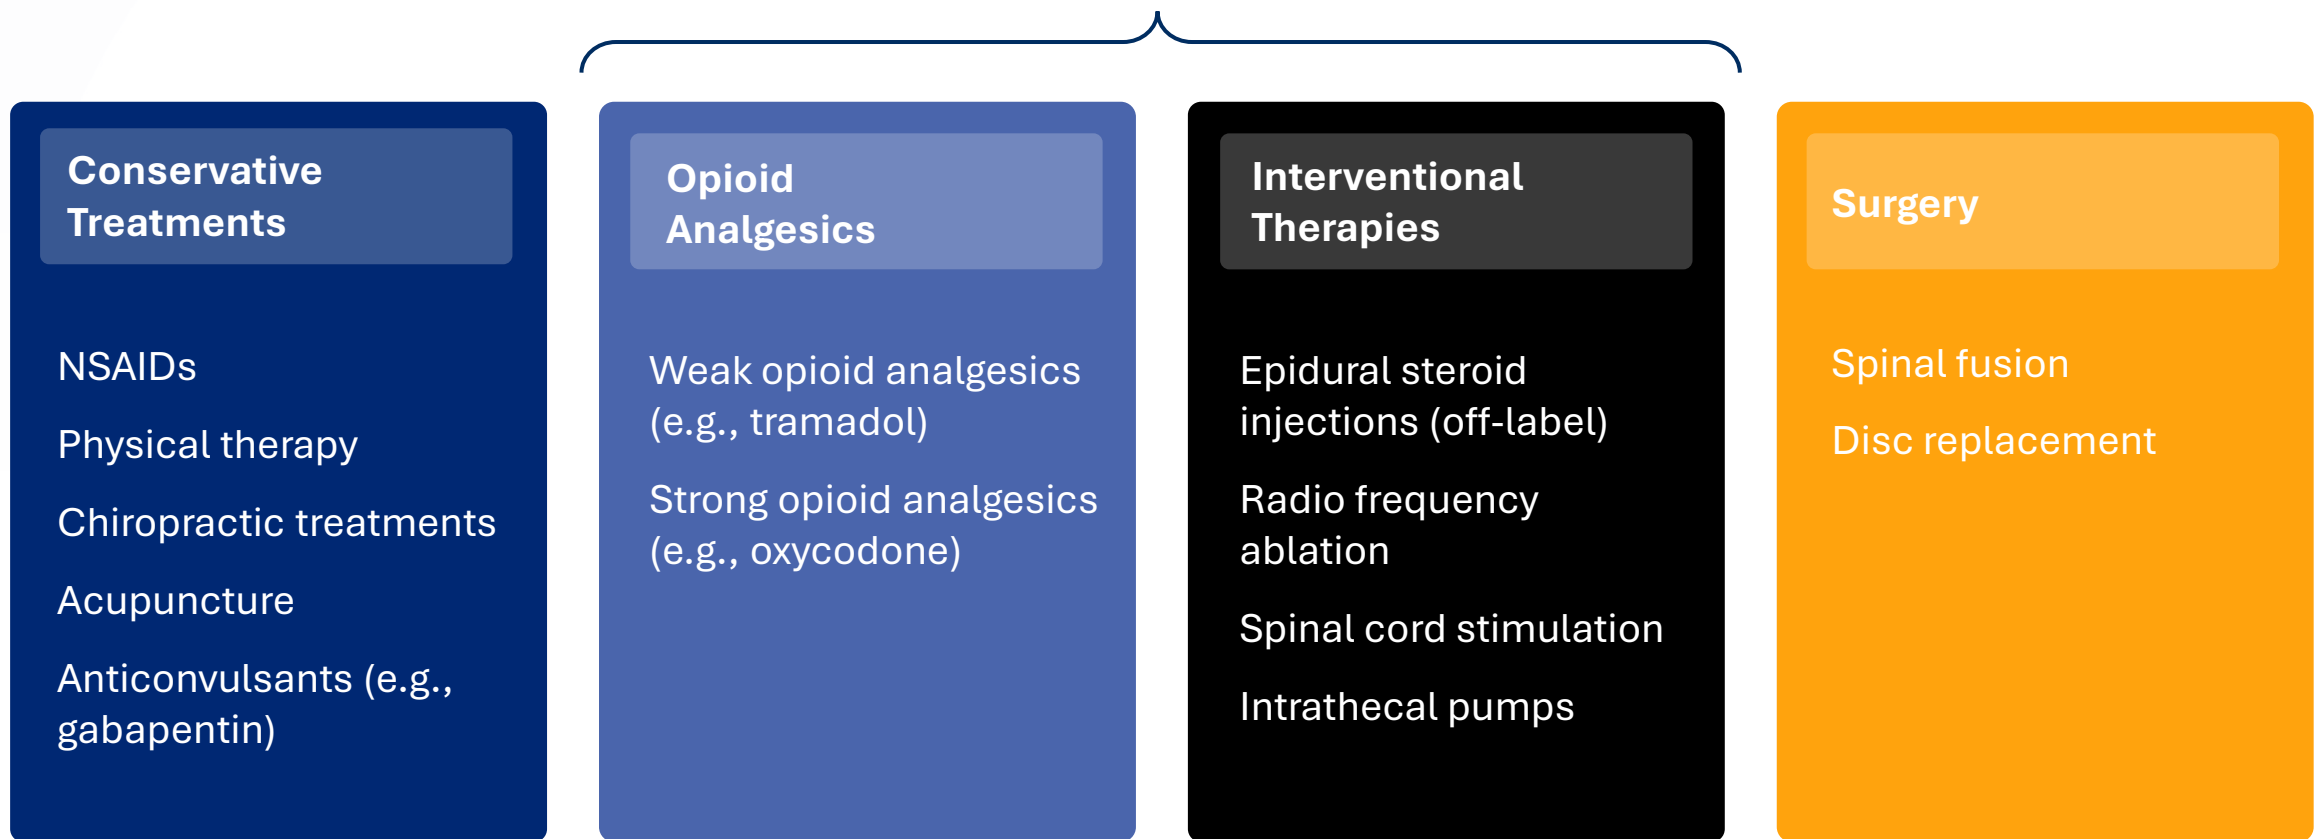 Conservative
Treatments
NSAIDs
Physical therapy
Chiropractic treatments
Acupuncture
Anticonvulsants (e.g.,
gabapentin)
Opioid
Analgesics
Weak opioid analgesics
(e.g., tramadol)
Strong opioid analgesics
(e.g., oxycodone)
Interventional
Therapies
Epidural steroid
injections (off-label)
Radio frequency
ablation
Spinal cord stimulation
Intrathecal pumps
Surgery
Spinal fusion
Disc replacement